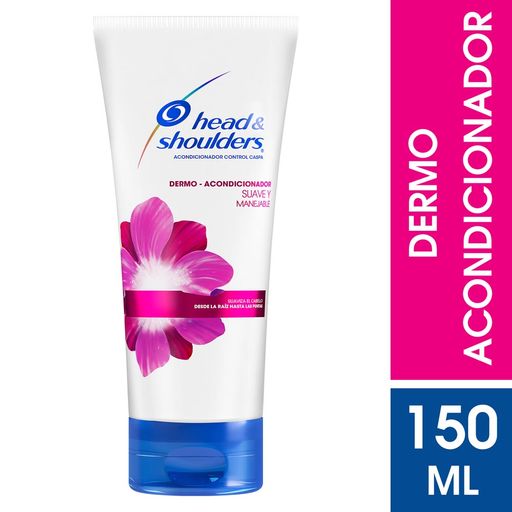 head &
shoulders®
ACONDICIONADOR CONTROL CASPA
DERMO - ACONDICIONADOR
SUAVE Y
MANEJABLE
SUAVIZA EL CABELLO
DESDE LA RAÍZ HASTA LAS PUNTAS
DERMO
ACONDICIONADOR
150
ML